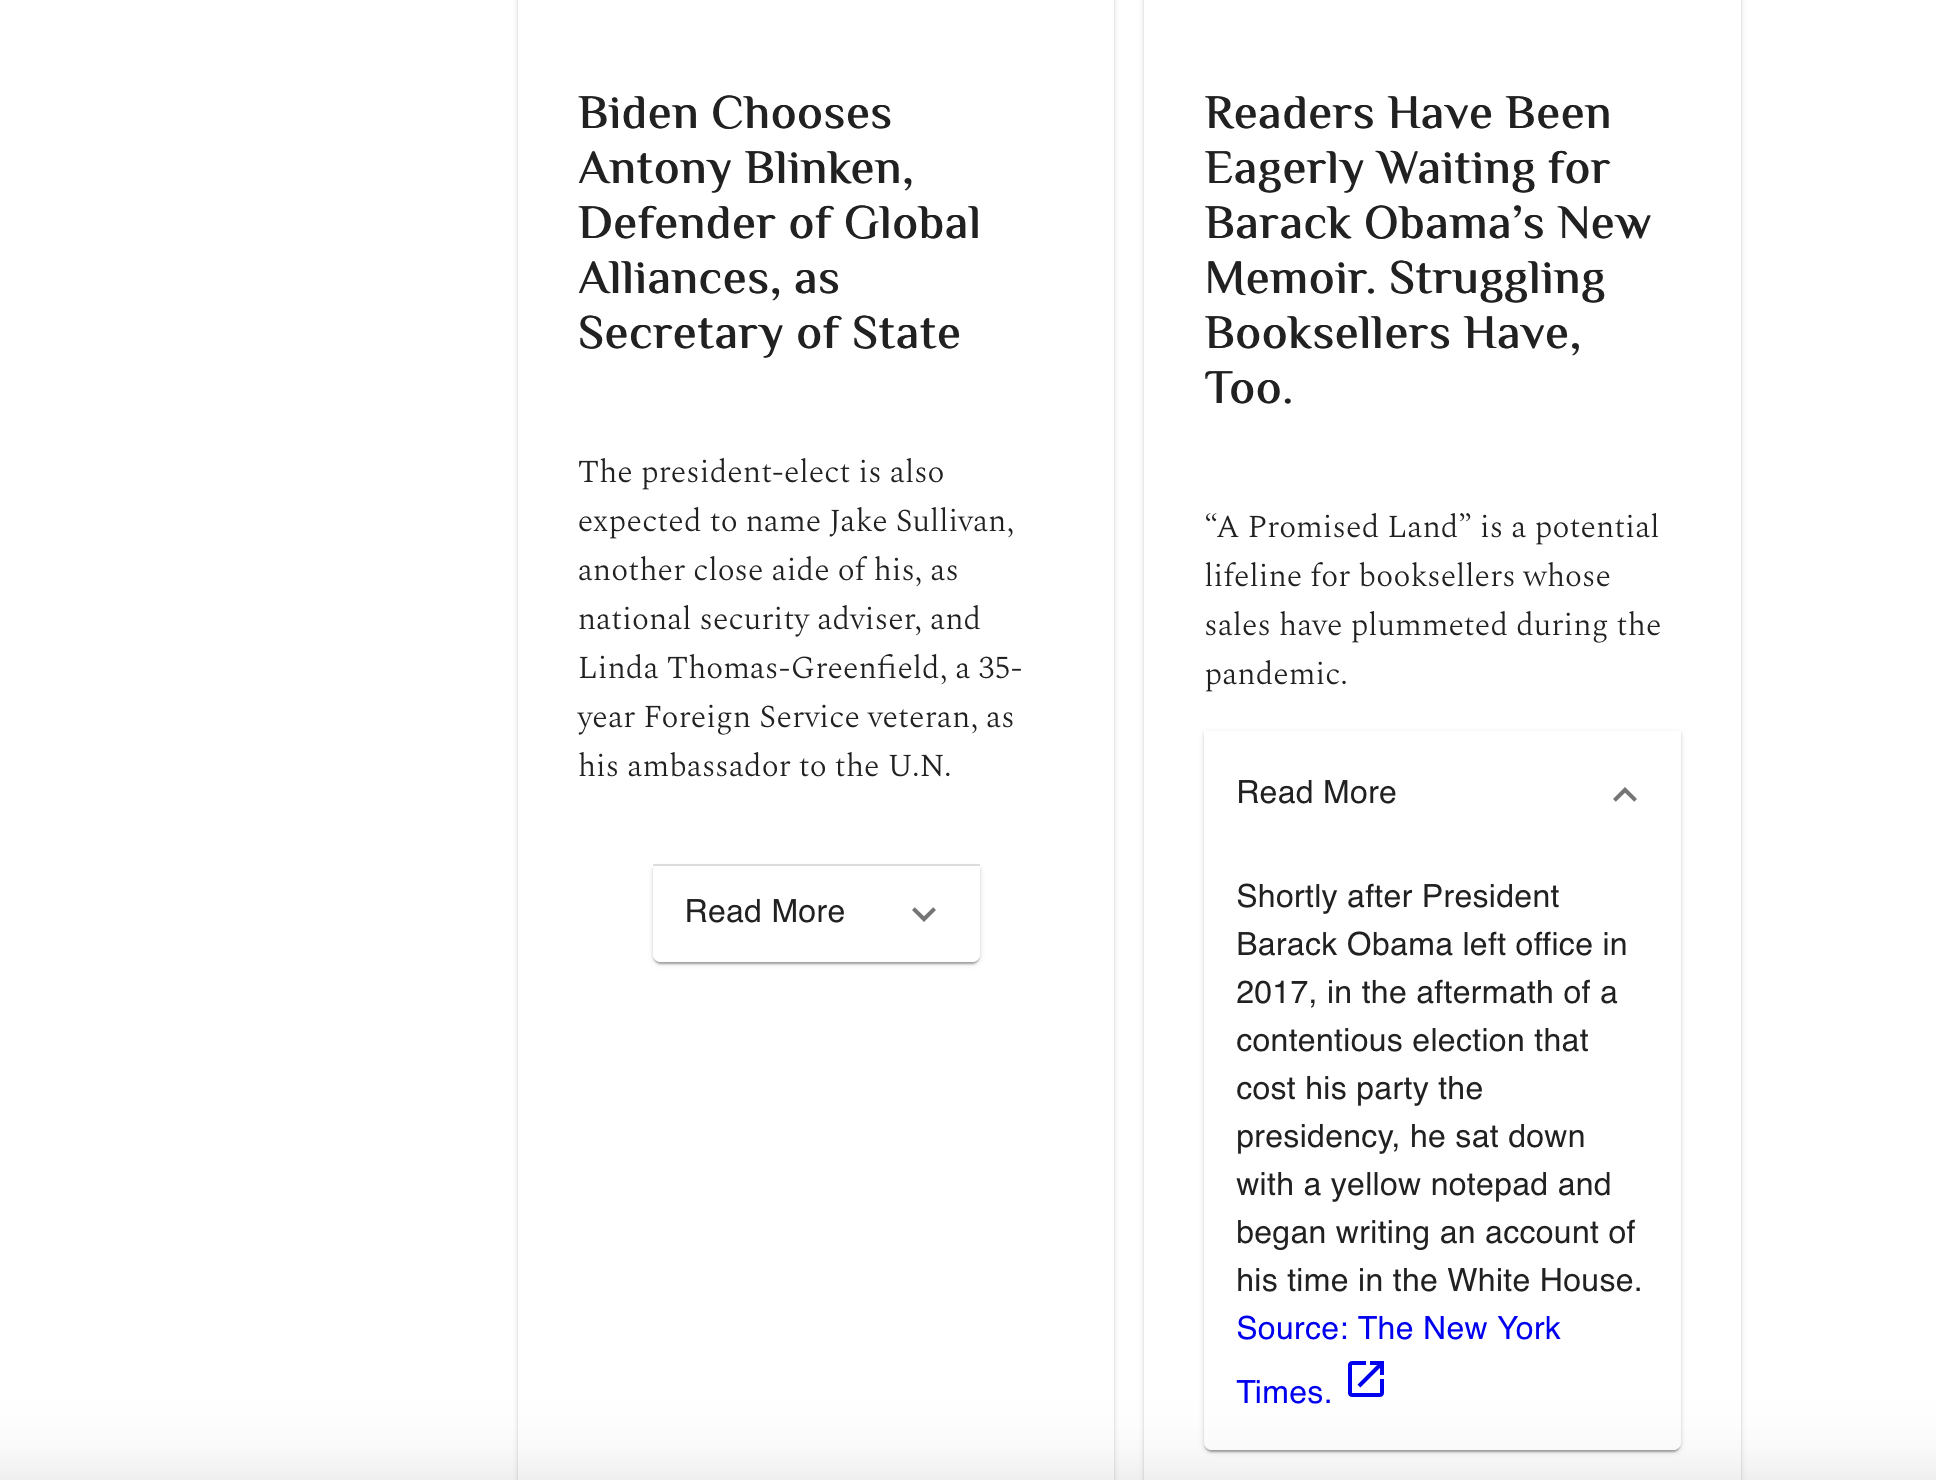 Biden Chooses
Antony Blinken,
Defender of Global
Alliances, as
Secretary of State
The president-elect is also
expected to name Jake Sullivan,
another close aide of his, as
national security adviser, and
Linda Thomas-Greenfield, a 35-
year Foreign Service veteran, as
his ambassador to the U.N.
Read More
Readers Have Been
Eagerly Waiting for
Barack Obama’s New
Memoir. Struggling
Booksellers Have,
Too.
“A Promised Land” is a potential
lifeline for booksellers whose
sales have plummeted during the
pandemic.
Read More
Shortly after President
Barack Obama left office in
2017, in the aftermath of a
contentious election that
cost his party the
presidency, he sat down
with a yellow notepad and
began writing an account of
his time in the White House.
Source: The New York
Times.